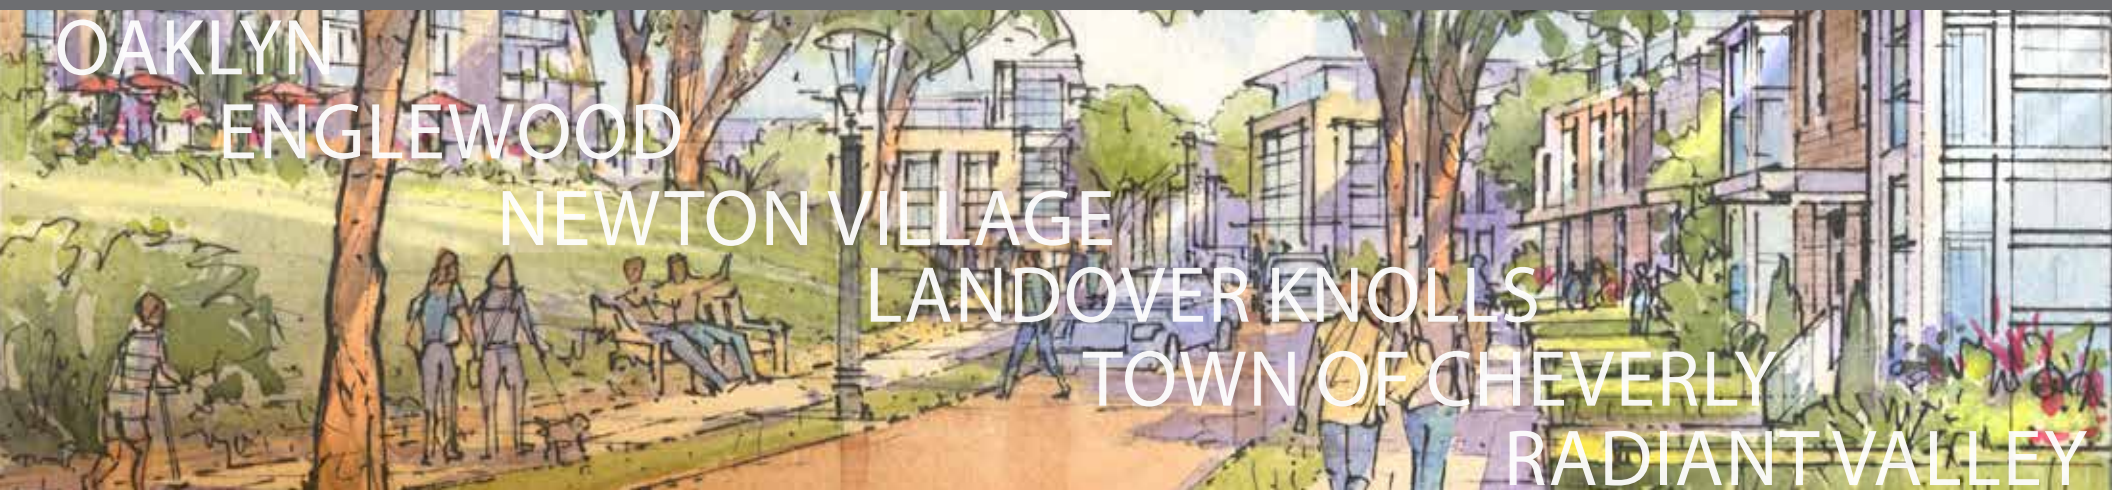 OAKLYN
ENGLEWOOD
NEWTON VILLAGE
LANDOVER KNOLLS
TOWN OF CHEVERLY
RADIANT VALLEY